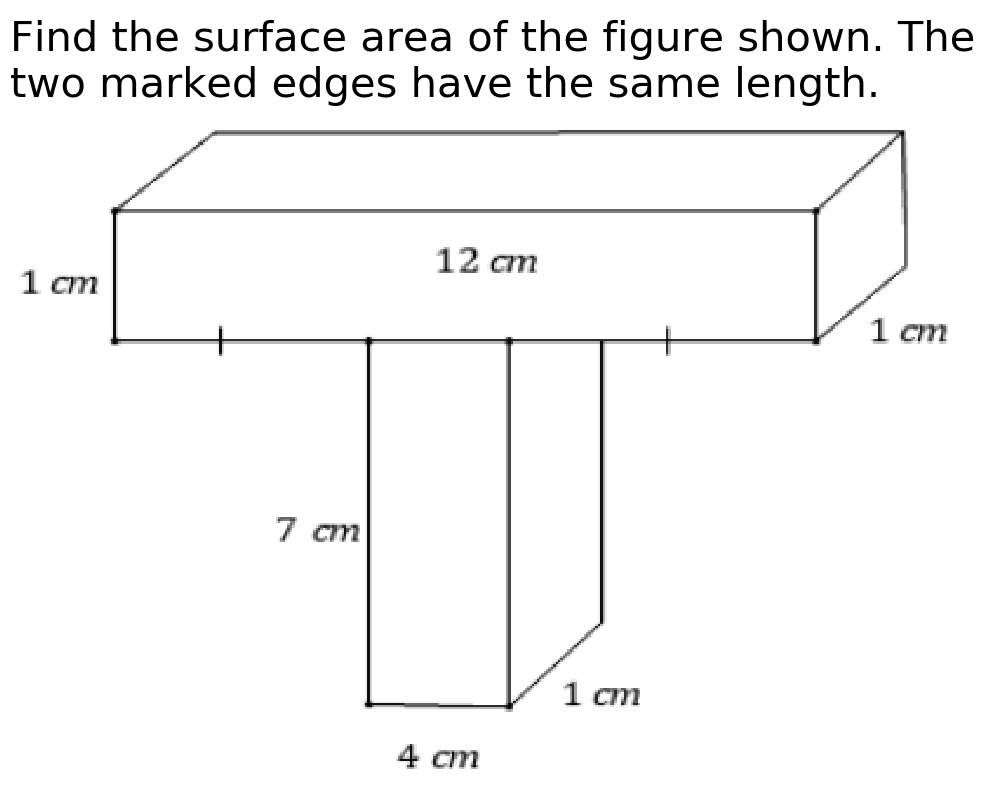 Find the surface area of the figure shown. The
two marked edges have the same length.
12 cm
1 cm
1 cm
7 cm
1 cm
4 cm